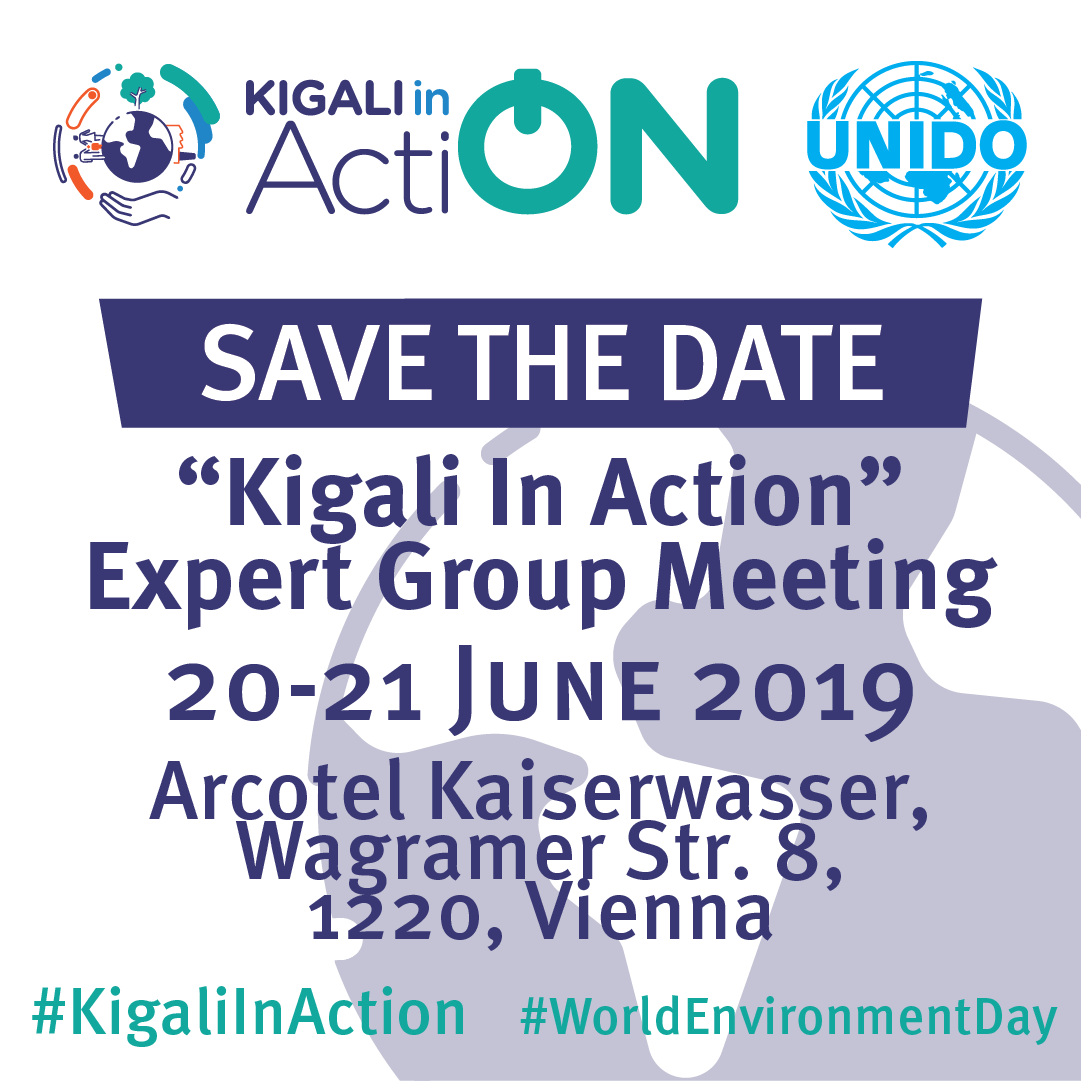 KIGALI in
ActiON
UNIDO
SAVE THE DATE
“Kigali In Action”
Expert Group Meeting
20-21 June 2019
Arcotel Kaiserwasser,
Wagramer Str. 8,
1220, Vienna
#KigaliInAction #WorldEnvironmentDay